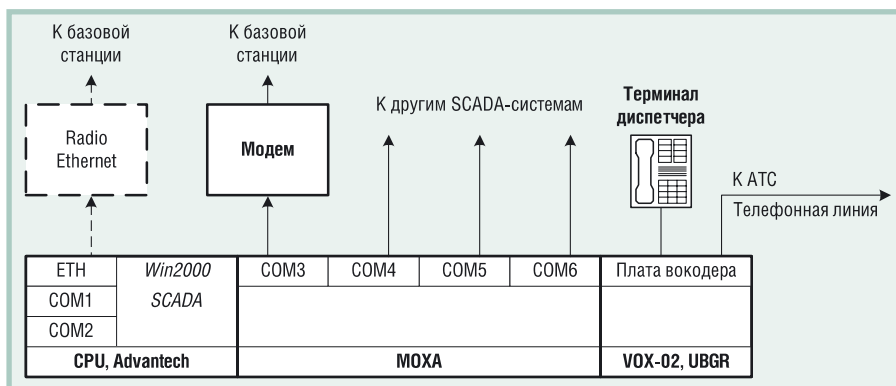 К базовой
станции
К базовой
станции
К другим SCADA-системам
Терминал
диспетчера
Radio
Ethernet
Модем
К АТС
Телефонная линия
ETH
Win2000
COM3
COM4
COM5
COM6
Плата вокодера
COM1
SCADA
COM2
CPU, Advantech
MOXA
VOX-02, UBGR